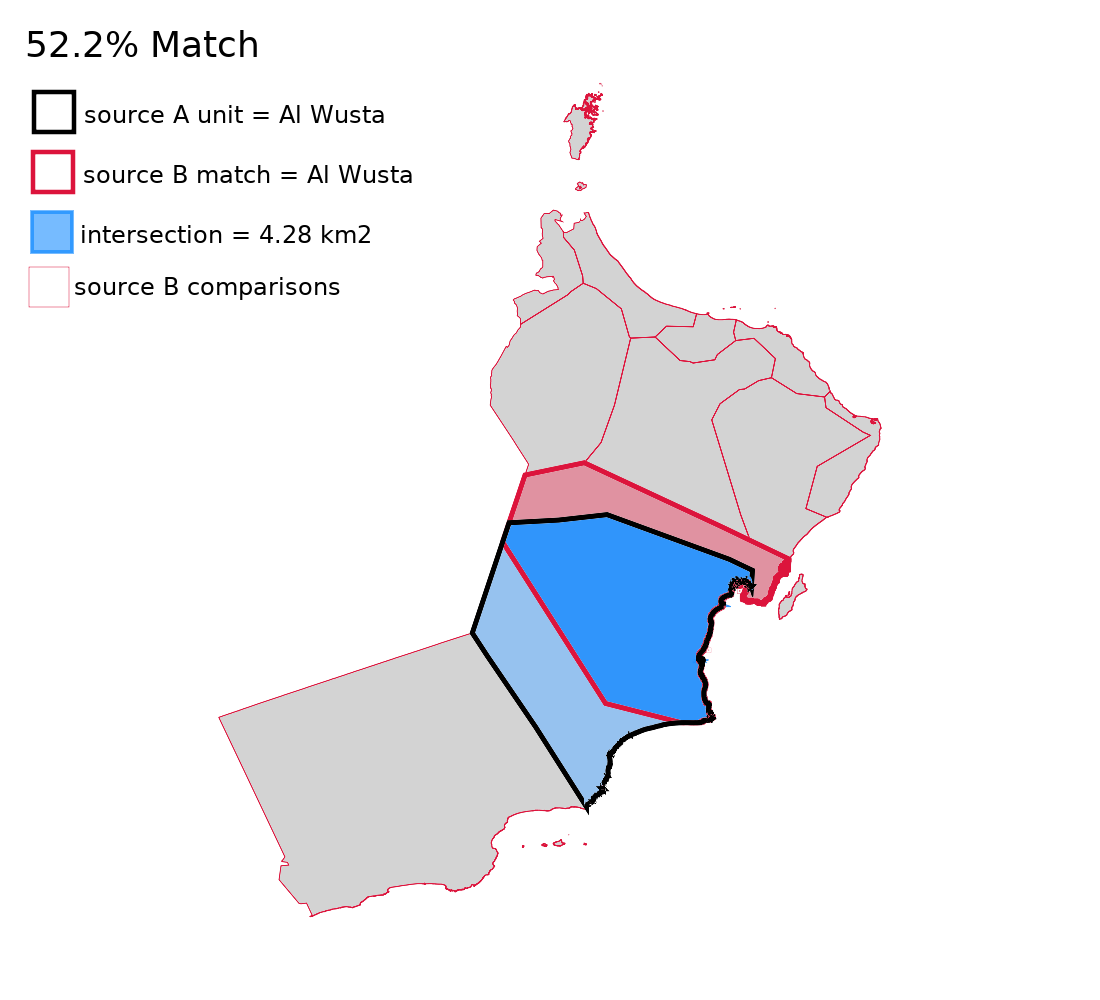 52.2% Match
source A unit = Al Wusta
source B match = Al Wusta
intersection = 4.28 km2
source B comparisons